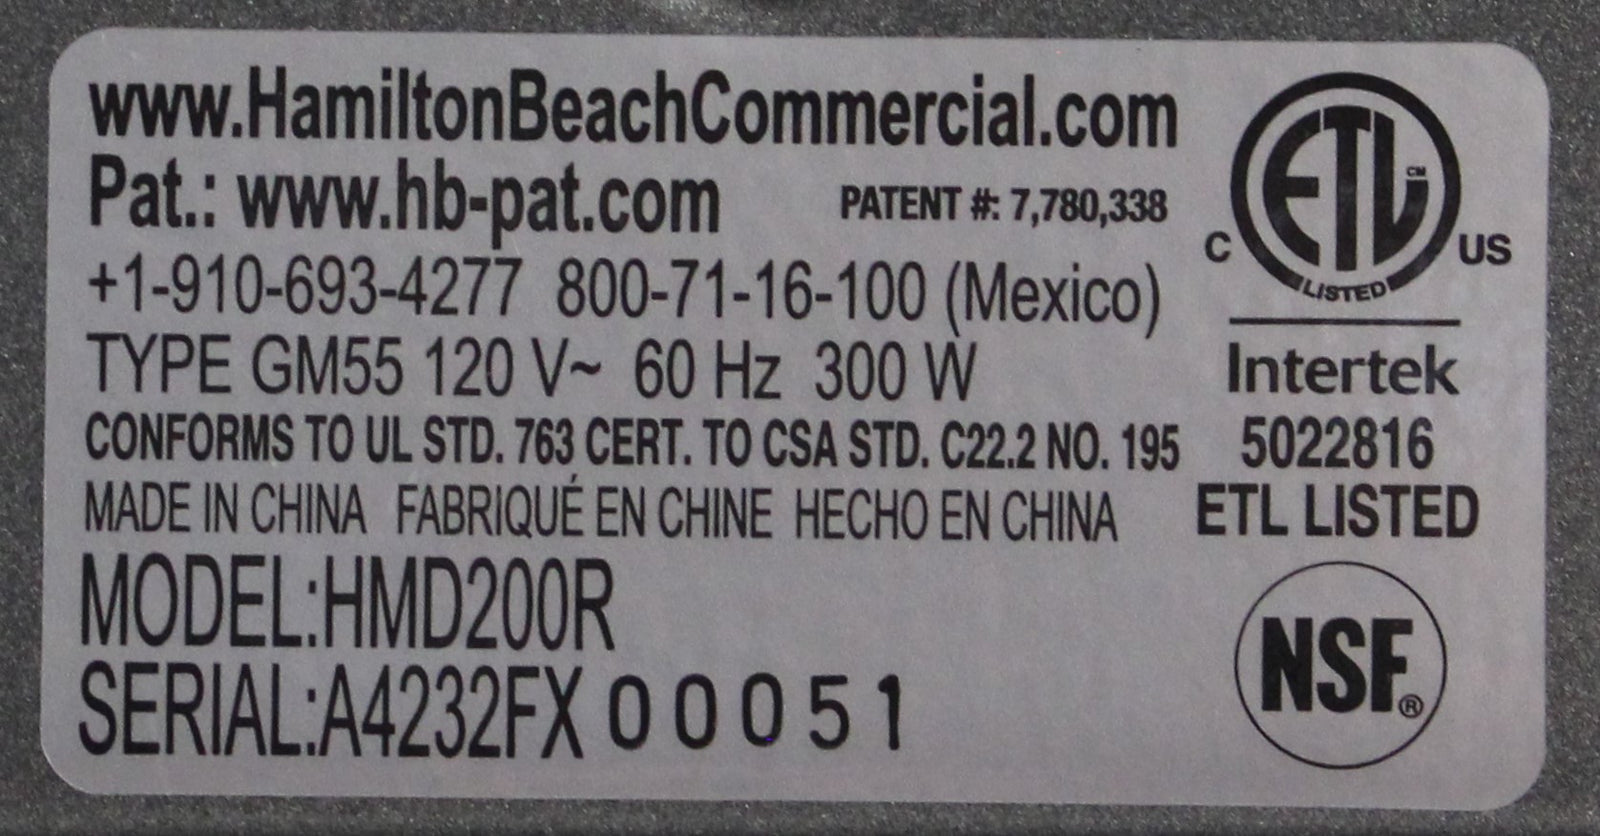 www.HamiltonBeachCommercial.com
Pat.: www.hb-pat.com PATENT #: 7,780,338
+1-910-693-4277 800-71-16-100 (Mexico)
TYPE GM55 120 V~ 60 Hz 300 W
CONFORMS TO UL STD. 763 CERT. TO CSA STD. C22.2 NO. 195
MADE IN CHINA FABRIQUÉ EN CHINE HECHO EN CHINA
MODEL:HMD200R
SERIAL:A4232FX 00051
ETL CM
C US
LISTED
Intertek
5022816
ETL LISTED
NSF®